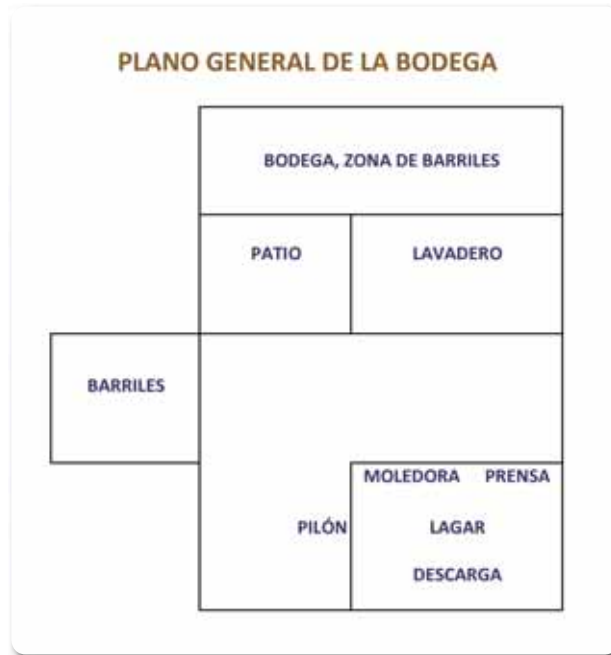 PLANO GENERAL DE LA BODEGA
BODEGA, ZONA DE BARRILES
PATIO
LAVADERO
BARRILES
MOLEDORA PRENSA
PILÓN
LAGAR
DESCARGA